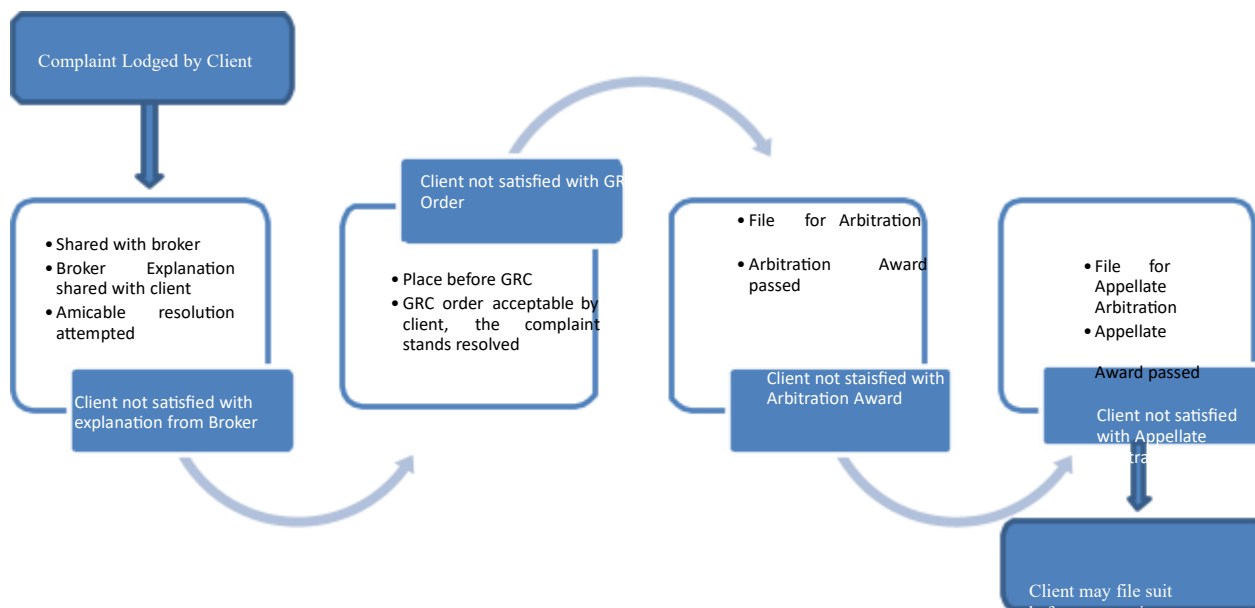 Complaint Lodged by Client
• Shared with broker
• Broker Explanation
shared with client
• Amicable resolution
attempted
Client not satisfied with
explanation from Broker
Client not satisfied with GR
Order
• Place before GRC
• GRC order acceptable by
client, the complaint
stands resolved
• File for Arbitration
• Arbitration Award
passed
Client not staisfied with
Arbitration Award
• File for
Appellate
Arbitration
• Appellate
Award passed
Client not satisfied
with Appellate
Client may file suit